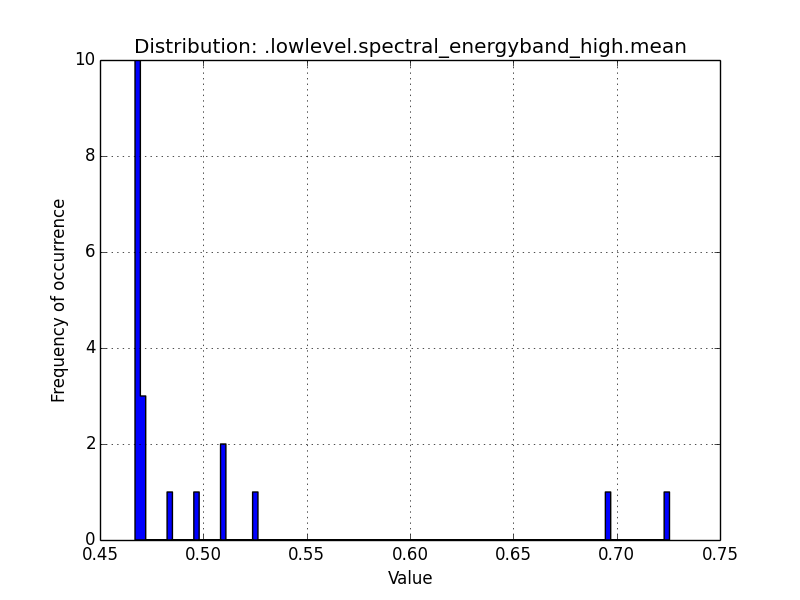 Distribution: .lowlevel.spectral_energyband_high.mean
10
8
6
4
2
0
Frequency of occurrence
0.45 0.50 0.55 0.60 0.65 0.70 0.75
Value